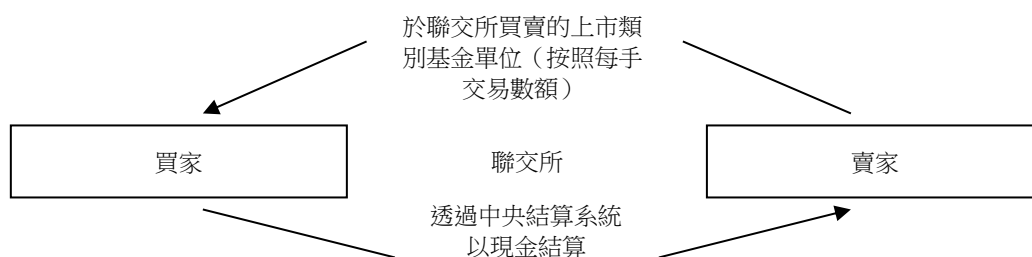 於聯交所買賣的上市類
別基金單位（按照每手
交易數額）
買家
聯交所
賣家
透過中央結算系統
以現金結算